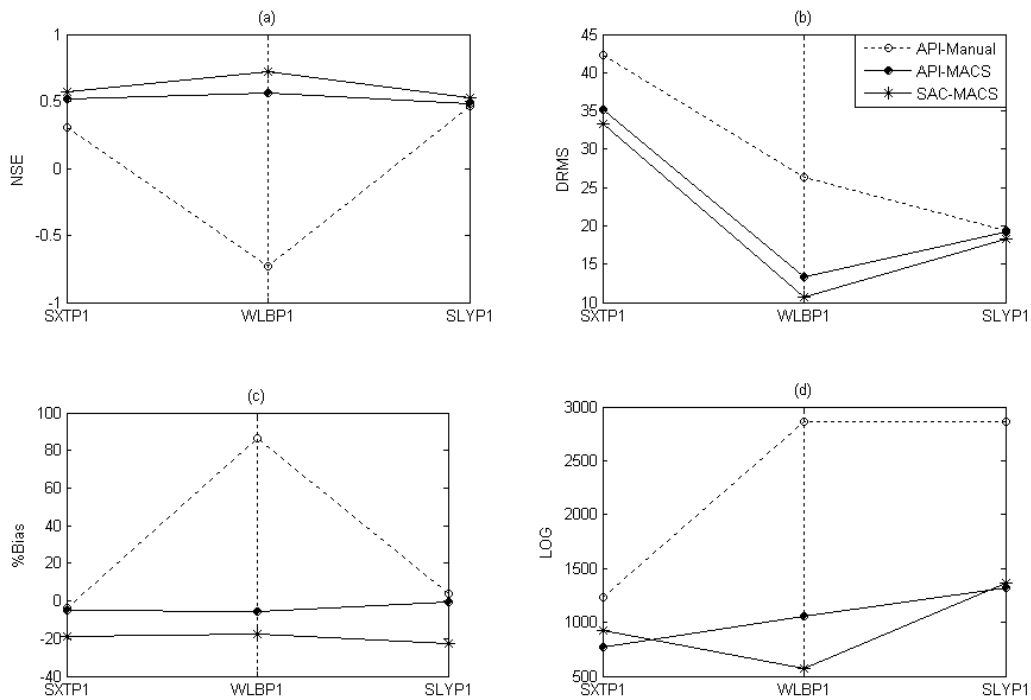 (a)
1
0.5
0
-0.5
-1
NSE
SXTP1 WLBP1 SLYP1
(b)
45
40
35
30
25
20
15
10
DRMS
SXTP1 WLBP1 SLYP1
API-Manual
API-MACS
SAC-MACS
(c)
100
80
60
40
20
0
-20
-40
%Bias
SXTP1 WLBP1 SLYP1
(d)
3000
2500
2000
1500
1000
500
LOG
SXTP1 WLBP1 SLYP1